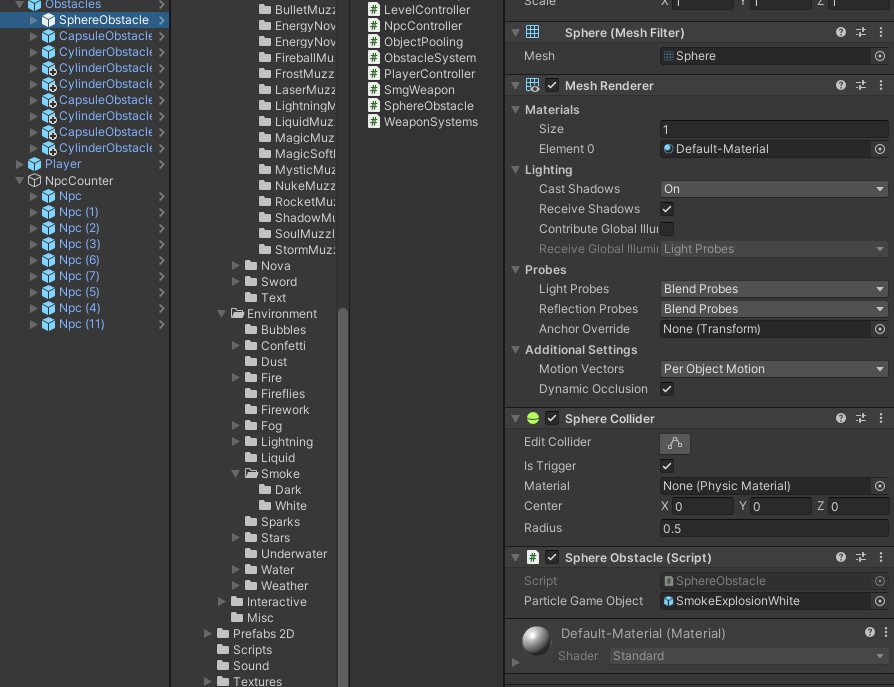 Obstacles
SphereObstacle
CapsuleObstacle
CylinderObstacle
CylinderObstacle
CylinderObstacle
CapsuleObstacle
CylinderObstacle
CapsuleObstacle
CylinderObstacle
Player
NpcCounter
Npc
Npc (1)
Npc (2)
Npc (3)
Npc (6)
Npc (7)
Npc (5)
Npc (4)
Npc (11)
BulletMuzz
EnergyNov
EnergyNov
FireballMu
FrostMuzz
LaserMuzz
LightningM
LiquidMuz
MagicMuz
MagicSoftI
MysticMuz
NukeMuzz
RocketMu
ShadowMu
SoulMuzzl
StormMuzz
Nova
Sword
Text
Environment
Bubbles
Confetti
Dust
Fire
Fireflies
Firework
Fog
Lightning
Liquid
Smoke
Dark
White
Sparks
Stars
Underwater
Water
Weather
Interactive
Misc
Prefabs 2D
Scripts
Sound
Textures
LevelController
NpcController
ObjectPooling
ObstacleSystem
PlayerController
SmgWeapon
SphereObstacle
WeaponSystems
Scale X 1 Y 1 Z 1
Sphere (Mesh Filter)
Mesh Sphere
Mesh Renderer
Materials
Size 1
Element 0 Default-Material
Lighting
Cast Shadows On
Receive Shadows
Contribute Global Illur
Receive Global Illumir Light Probes
Probes
Light Probes Blend Probes
Reflection Probes Blend Probes
Anchor Override None (Transform)
Additional Settings
Motion Vectors Per Object Motion
Dynamic Occlusion
Sphere Collider
Edit Collider
Is Trigger
Material None (Physic Material)
Center X 0 Y 0 Z 0
Radius 0.5
Sphere Obstacle (Script)
Script SphereObstacle
Particle Game Object SmokeExplosionWhite
Default-Material (Material)
Shader Standard